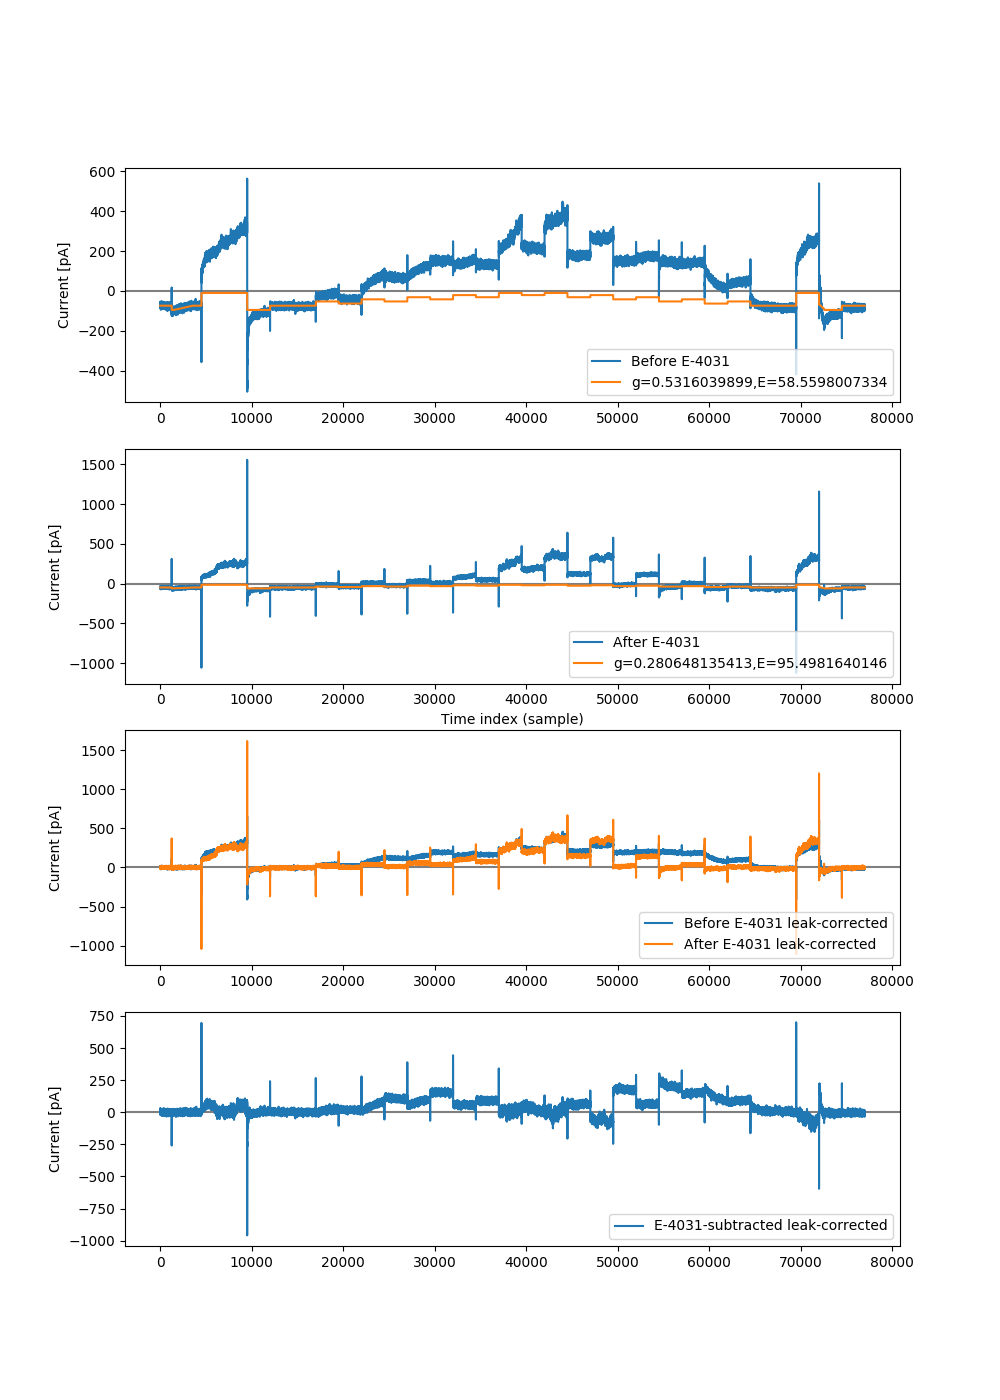 600
400
200
0
−200
−400
Current [pA]
Before E-4031
g=0.5316039899,E=58.5598007334
0 10000 20000 30000 40000 50000 60000 70000 80000
1500
1000
500
0
−500
−1000
Current [pA]
After E-4031
g=0.280648135413,E=95.4981640146
0 10000 20000 30000 40000 50000 60000 70000 80000
Time index (sample)
1500
1000
500
0
−500
−1000
Current [pA]
Before E-4031 leak-corrected
After E-4031 leak-corrected
0 10000 20000 30000 40000 50000 60000 70000 80000
750
500
250
0
−250
−500
−750
−1000
Current [pA]
E-4031-subtracted leak-corrected
0 10000 20000 30000 40000 50000 60000 70000 80000